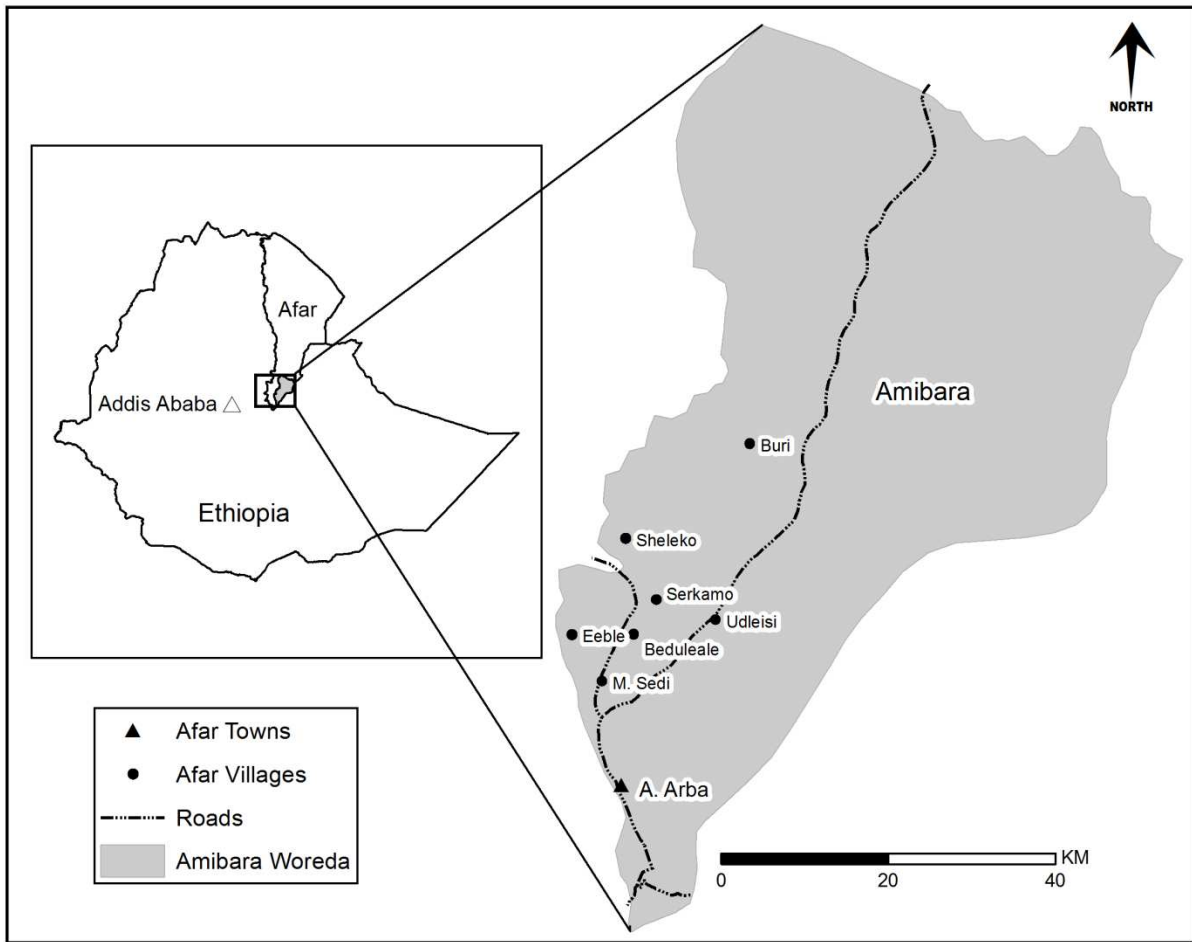 NORTH
Afar
Addis Ababa
Ethiopia
Amibara
Buri
Sheleko
Serkamo
Udleisi
Eeble
Beduleale
M. Sedi
A. Arba
Afar Towns
Afar Villages
Roads
Amibara Woreda
KM
0 20 40